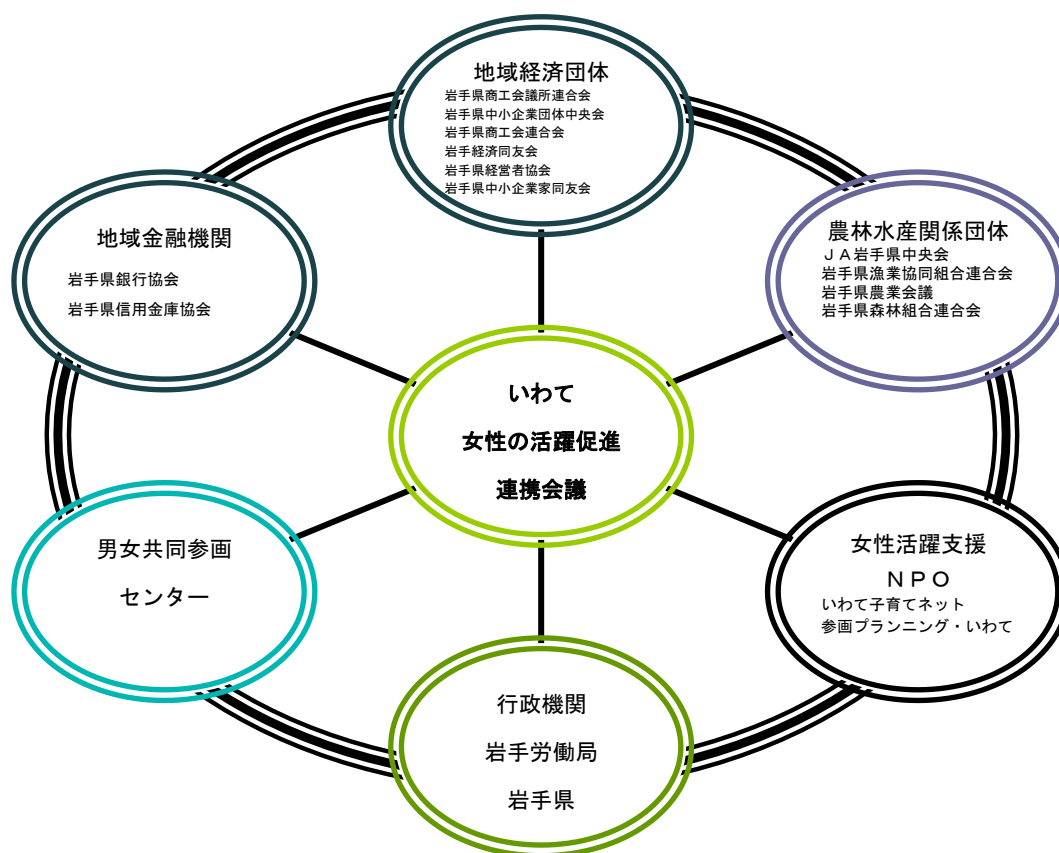 地域経済団体
岩手県商工会議所連合会
岩手県中小企業団体中央会
岩手県商工会連合会
岩手経済同友会
岩手県経営者協会
岩手県中小企業家同友会
地域金融機関
岩手県銀行協会
岩手県信用金庫協会
農林水産関係団体
ＪＡ岩手県中央会
岩手県漁業協同組合連合会
岩手県農業会議
岩手県森林組合連合会
いわて
女性の活躍促進
連携会議
男女共同参画
センター
女性活躍支援
ＮＰＯ
いわて子育てネット
参画プランニング・いわて
行政機関
岩手労働局
岩手県